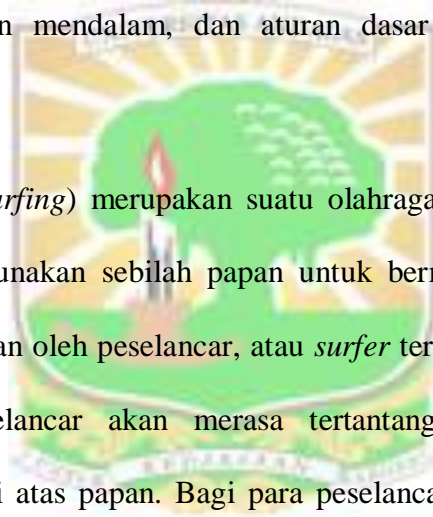 n mendalam, dan aturan dasar
rfing) merupakan suatu olahraga
unakan sebilah papan untuk ber
an oleh peselancar, atau surfer ter
elancar akan merasa tertantang
i atas papan. Bagi para peselanca
KEDJAJAAN